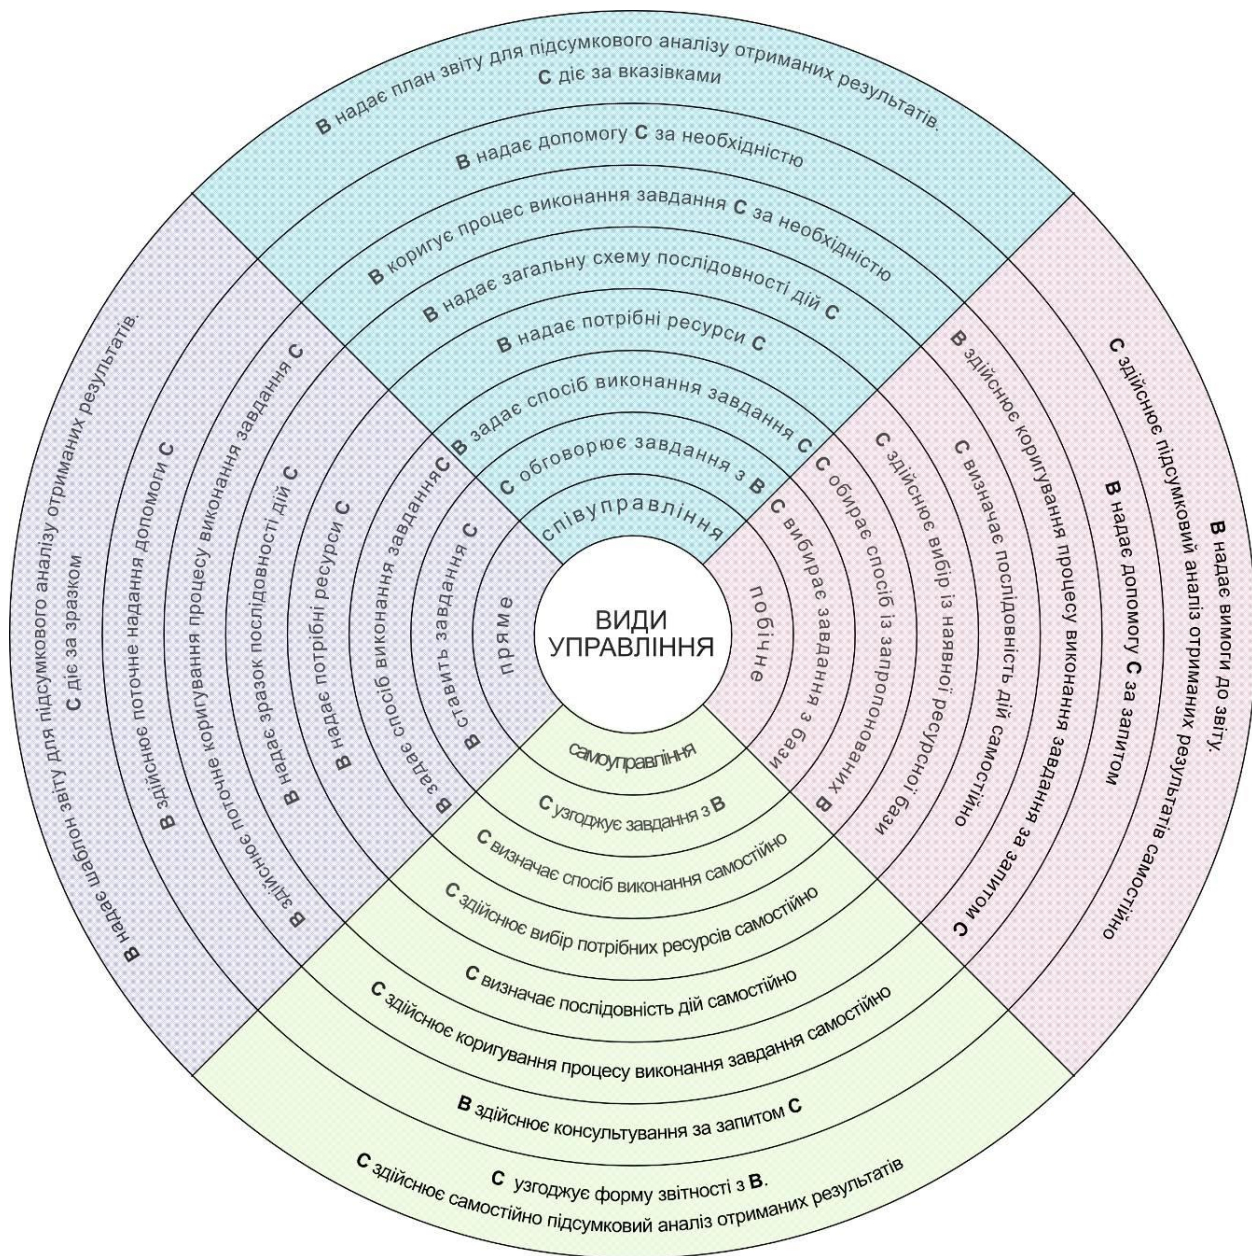 ВИДИ
УПРАВЛІННЯ
співуправління
С обговорює завдання з В
В задає спосіб виконання завдання С
В надає потрібні ресурси С
В надає загальну схему послідовності дій С
В коригує процес виконання завдання С за необхідністю
В надає допомогу С за необхідністю
В надає план звіту для підсумкового аналізу отриманих результатів.
С діє за вказівками
побічне
С вибирає завдання з бази
С обирає спосіб із запропонованих В
С здійснює вибір із наявної ресурсної бази
С визначає послідовність дій самостійно
В здійснює коригування процесу виконання завдання за запитом С
В надає допомогу С за запитом
В надає вимоги до звіту.
С здійснює підсумковий аналіз отриманих результатів самостійно
самоуправління
С узгоджує завдання з В
С визначає спосіб виконання самостійно
С здійснює вибір потрібних ресурсів самостійно
С визначає послідовність дій самостійно
С здійснює коригування процесу виконання завдання самостійно
В здійснює консультування за запитом С
С узгоджує форму звітності з В.
С здійснює самостійно підсумковий аналіз отриманих результатів
пряме
В ставить завдання С
В задає спосіб виконання завдання С
В надає потрібні ресурси С
В надає зразок послідовності дій С
В здійснює поточне коригування процесу виконання завдання С
В здійснює поточне надання допомоги С
В надає шаблон звіту для підсумкового аналізу отриманих результатів.
С діє за зразком